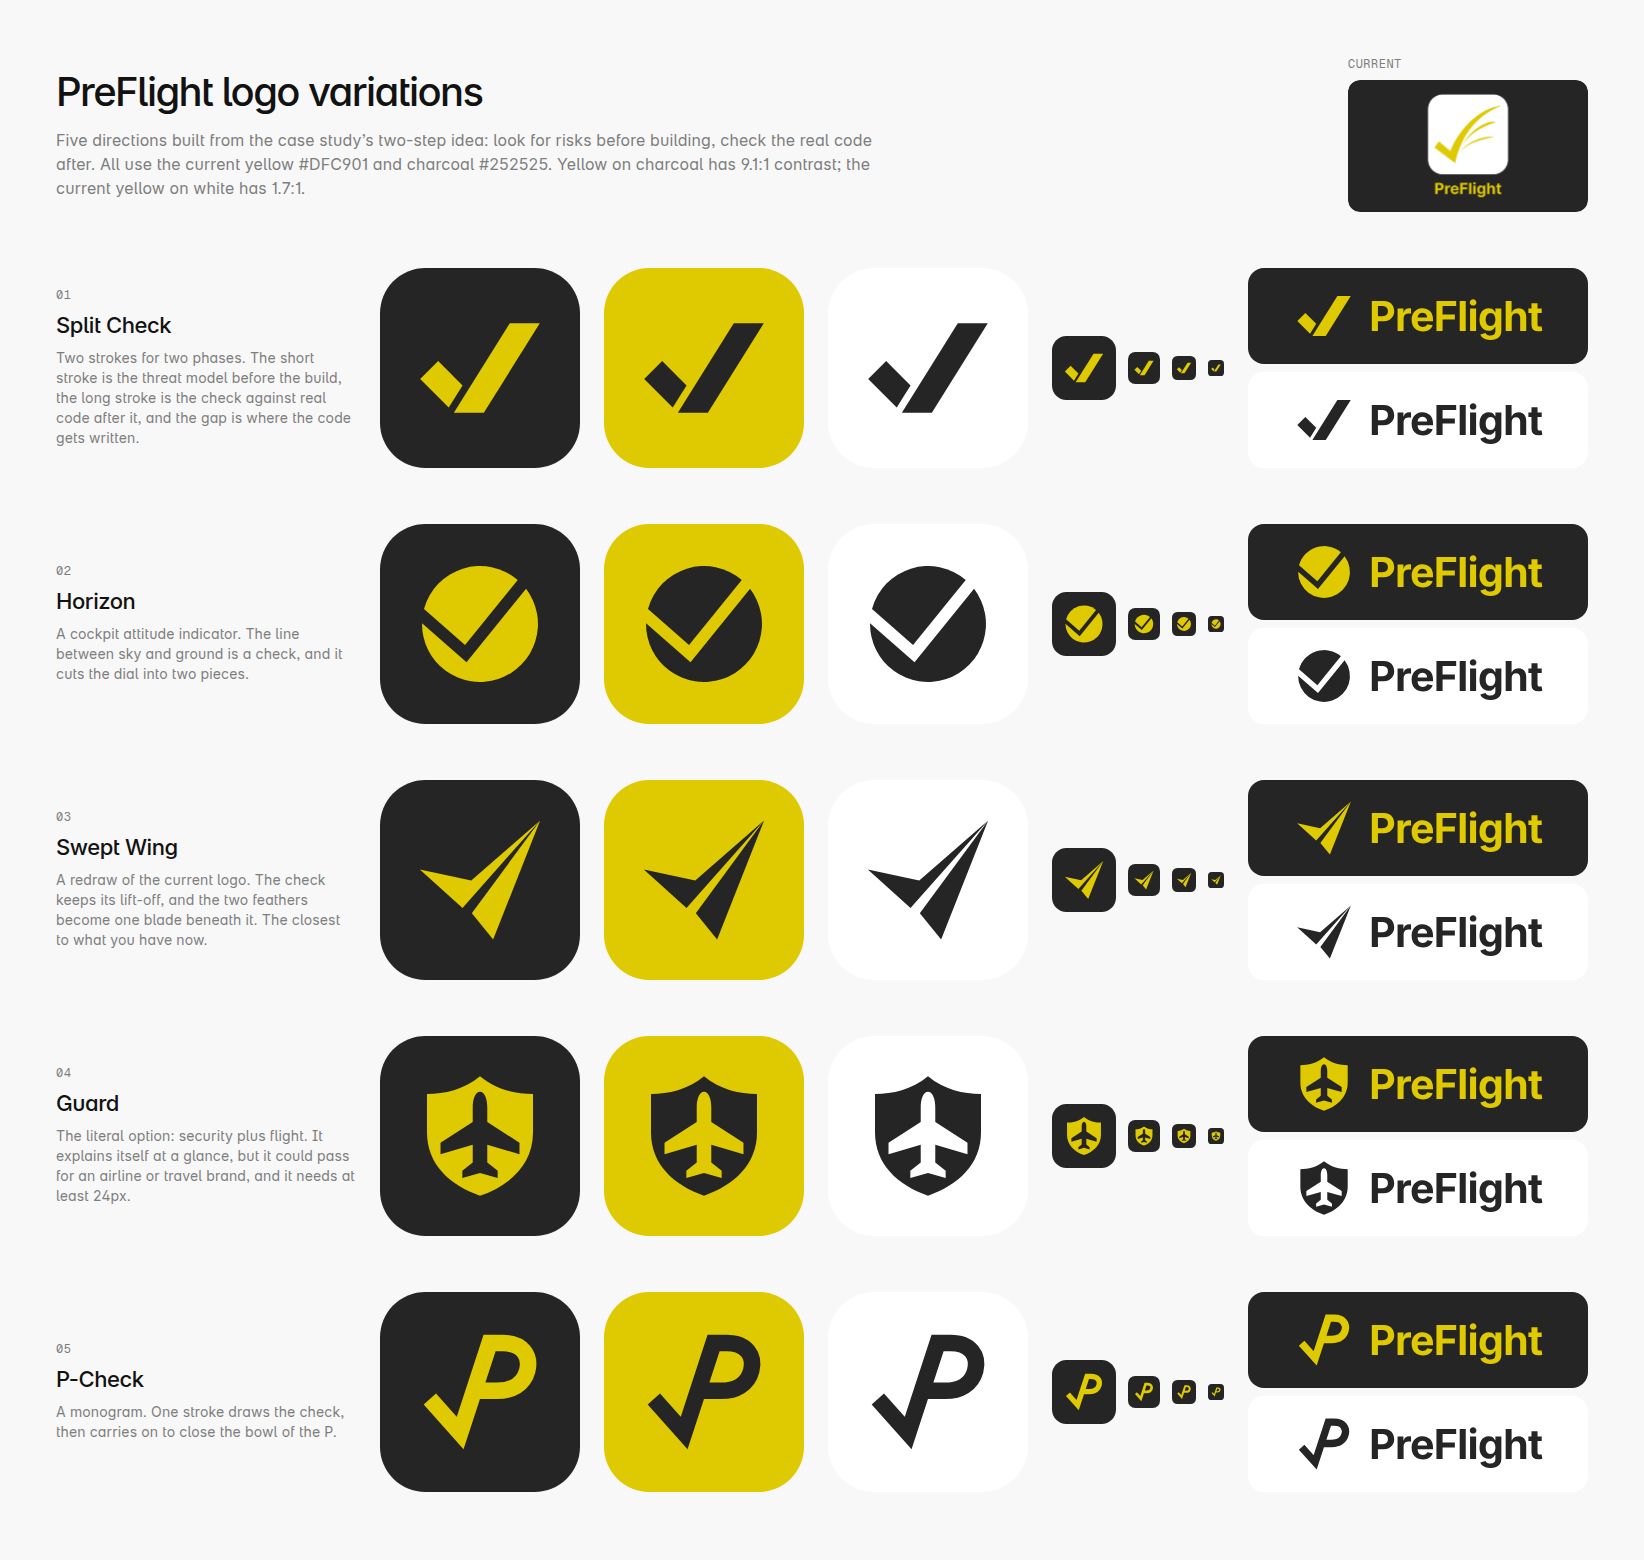 CURRENT
PreFlight logo variations
Five directions built from the case study's two-step idea: look for risks before building, check the real code
after. All use the current yellow #DFC901 and charcoal #252525. Yellow on charcoal has 9.1:1 contrast; the
current yellow on white has 1.7:1.
PreFlight
01
Split Check
Two strokes for two phases. The short
stroke is the threat model before the build,
the long stroke is the check against real
code after it, and the gap is where the code
gets written.
PreFlight
PreFlight
02
Horizon
A cockpit attitude indicator. The line
between sky and ground is a check, and it
cuts the dial into two pieces.
PreFlight
PreFlight
03
Swept Wing
A redraw of the current logo. The check
keeps its lift-off, and the two feathers
become one blade beneath it. The closest
to what you have now.
PreFlight
PreFlight
04
Guard
The literal option: security plus flight. It
explains itself at a glance, but it could pass
for an airline or travel brand, and it needs at
least 24px.
PreFlight
PreFlight
05
P-Check
A monogram. One stroke draws the check,
then carries on to close the bowl of the P.
PreFlight
PreFlight